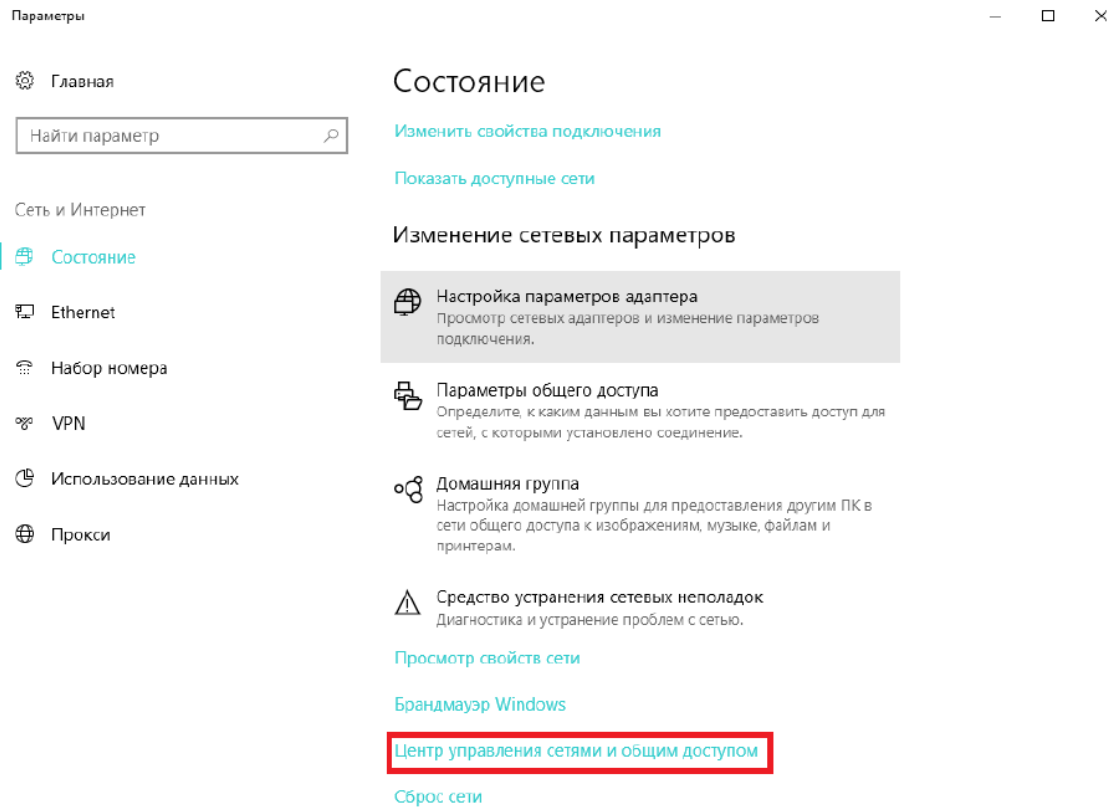 Параметры
Главная
Найти параметр
Сеть и Интернет
Состояние
Ethernet
Набор номера
VPN
Использование данных
Прокси
Состояние
Изменить свойства подключения
Показать доступные сети
Изменение сетевых параметров
Настройка параметров адаптера
Просмотр сетевых адаптеров и изменение параметров
подключения.
Параметры общего доступа
Определите, к каким данным вы хотите предоставить доступ для
сетей, с которыми установлено соединение.
Домашняя группа
Настройка домашней группы для предоставления другим ПК в
сети общего доступа к изображениям, музыке, файлам и
принтерам.
Средство устранения сетевых неполадок
Диагностика и устранение проблем с сетью.
Просмотр свойств сети
Брандмауэр Windows
Центр управления сетями и общим доступом
Сброс сети